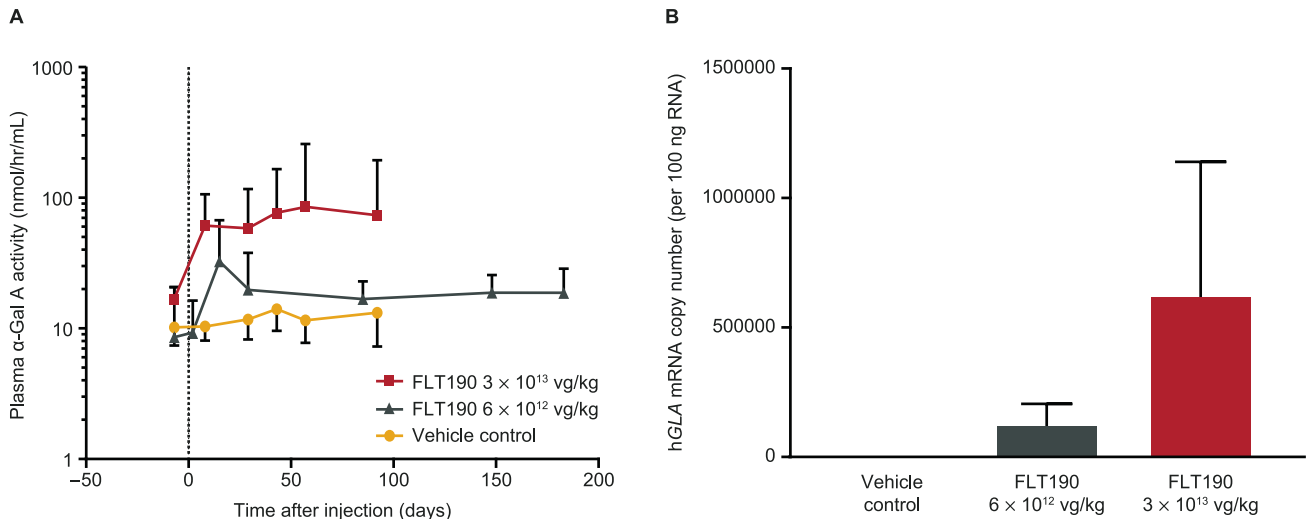 A
Plasma α-Gal A activity (nmol/hr/mL)
1000
100
10
1
−50
0
50
100
150
200
Time after injection (days)
FLT190 3 × 10¹³ vg/kg
FLT190 6 × 10¹² vg/kg
Vehicle control
B
hGLA mRNA copy number (per 100 ng RNA)
1500000
1000000
500000
0
Vehicle
control
FLT190
6 × 10¹² vg/kg
FLT190
3 × 10¹³ vg/kg